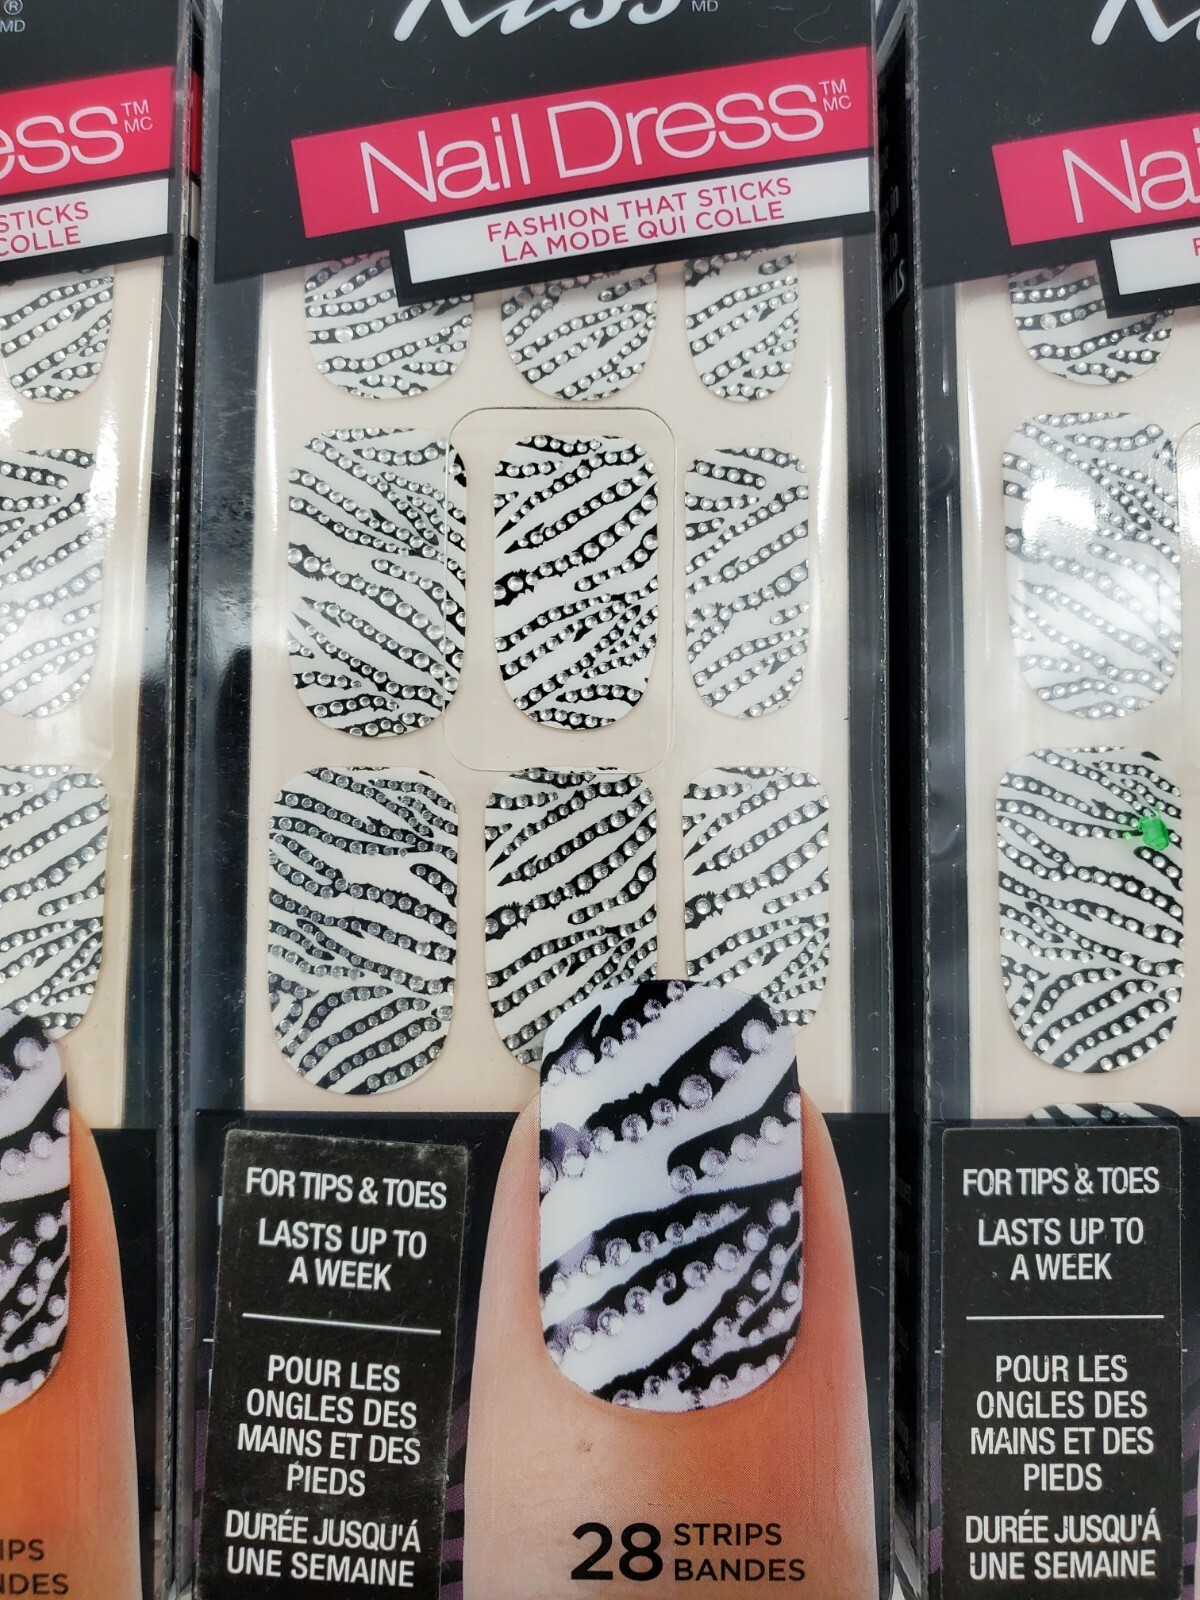 ® MD
Kiss MD
ess TM MC
Nail Dress TM MC
Nai
STICKS
COLLE
FASHION THAT STICKS
LA MODE QUI COLLE
FOR TIPS & TOES
LASTS UP TO
A WEEK
POUR LES
ONGLES DES
MAINS ET DES
PIEDS
DURÉE JUSQU'Á
UNE SEMAINE
28 STRIPS
BANDES
IPS
NDES
FOR TIPS & TOES
LASTS UP TO
A WEEK
POUR LES
ONGLES DES
MAINS ET DES
PIEDS
DURÉE JUSQU'Á
UNE SEMAINE